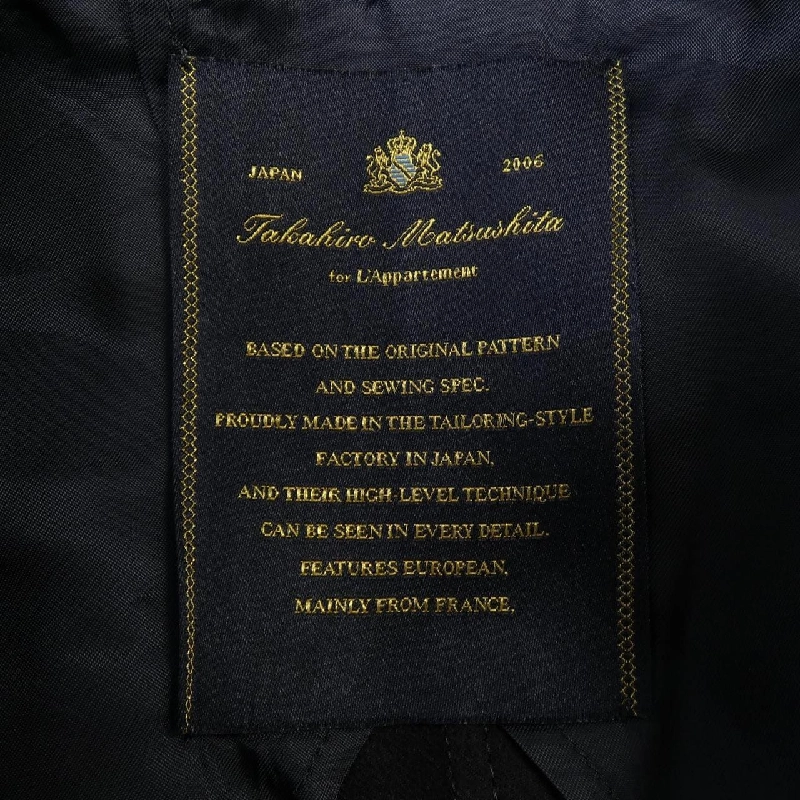 JAPAN 2006
Takahiro Matsushita
for L'Appartement
BASED ON THE ORIGINAL PATTERN
AND SEWING SPEC.
PROUDLY MADE IN THE TAILORING-STYLE
FACTORY IN JAPAN,
AND THEIR HIGH-LEVEL TECHNIQUE
CAN BE SEEN IN EVERY DETAIL.
FEATURES EUROPEAN,
MAINLY FROM FRANCE,